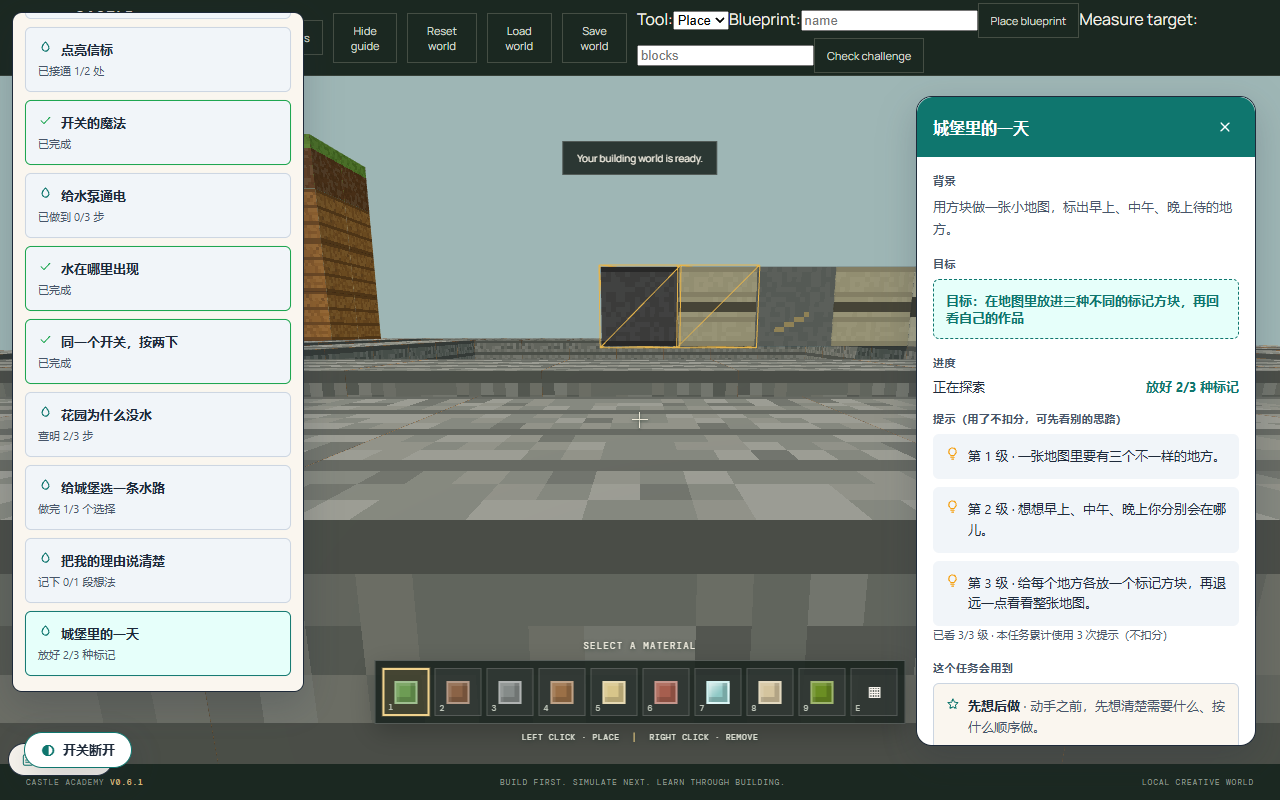 点亮信标
已接通 1/2 处
开关的魔法
已完成
给水泵通电
已做到 0/3 步
水在哪里出现
已完成
同一个开关，按两下
已完成
花园为什么没水
查明 2/3 步
给城堡选一条水路
做完 1/3 个选择
把我的理由说清楚
记下 0/1 段想法
城堡里的一天
放好 2/3 种标记
开关断开
s
Hide
guide
Reset
world
Load
world
Save
world
Tool: Place Blueprint: name Place blueprint Measure target:
blocks Check challenge
Your building world is ready.
城堡里的一天
背景
用方块做一张小地图，标出早上、中午、晚上待的地
方。
目标
目标：在地图里放进三种不同的标记方块，再回
看自己的作品
进度
正在探索 放好 2/3 种标记
提示（用了不扣分，可先看别的思路）
第 1 级 · 一张地图里要有三个不一样的地方。
第 2 级 · 想想早上、中午、晚上你分别会在哪
儿。
第 3 级 · 给每个地方各放一个标记方块，再退
远一点看看整张地图。
已看 3/3 级 · 本任务累计使用 3 次提示（不扣分）
这个任务会用到
先想后做 · 动手之前，先想清楚需要什么、按
什么顺序做。
SELECT A MATERIAL
1 2 3 4 5 6 7 8 9 E
LEFT CLICK · PLACE | RIGHT CLICK · REMOVE
CASTLE ACADEMY V0.6.1
BUILD FIRST. SIMULATE NEXT. LEARN THROUGH BUILDING.
LOCAL CREATIVE WORLD